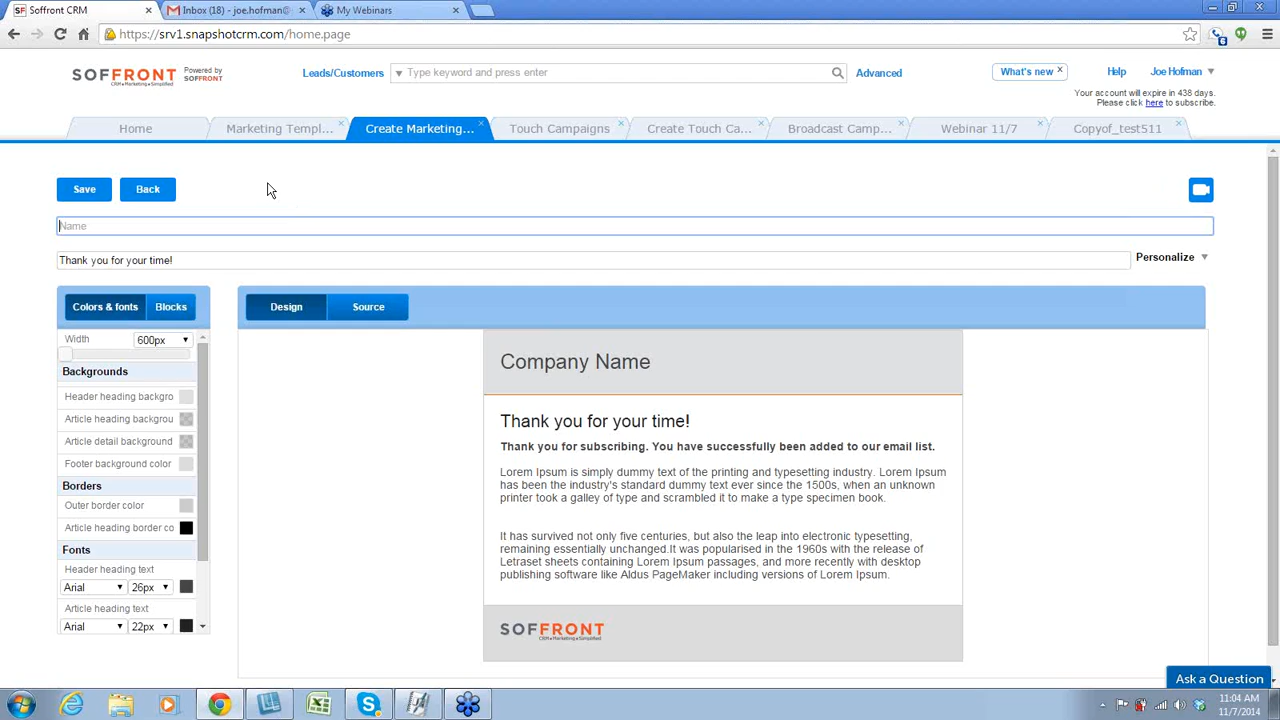 Soffront CRM
Inbox (18) - joe.hofman@
My Webinars
https://srv1.snapshotcrm.com/home.page
6
SOFFRONT
CRM•Marketing•Simplified
Powered by
SOFFRONT
Leads/Customers
Type keyword and press enter
Advanced
What's new x
Help
Joe Hofman
Your account will expire in 438 days.
Please click here to subscribe.
Home
Marketing Templ...
Create Marketing...
Touch Campaigns
Create Touch Ca...
Broadcast Camp...
Webinar 11/7
Copyof_test511
Save
Back
Name
Thank you for your time!
Personalize
Colors & fonts
Blocks
Design
Source
Width
600px
Backgrounds
Header heading backgro
Article heading backgrou
Article detail background
Footer background color
Borders
Outer border color
Article heading border co
Fonts
Header heading text
Arial
26px
Article heading text
Arial
22px
Company Name
Thank you for your time!
Thank you for subscribing. You have successfully been added to our email list.
Lorem Ipsum is simply dummy text of the printing and typesetting industry. Lorem Ipsum
has been the industry's standard dummy text ever since the 1500s, when an unknown
printer took a galley of type and scrambled it to make a type specimen book.
It has survived not only five centuries, but also the leap into electronic typesetting,
remaining essentially unchanged.It was popularised in the 1960s with the release of
Letraset sheets containing Lorem Ipsum passages, and more recently with desktop
publishing software like Aldus PageMaker including versions of Lorem Ipsum.
SOFFRONT
CRM•Marketing•Simplified
Ask a Question
11:04 AM
11/7/2014